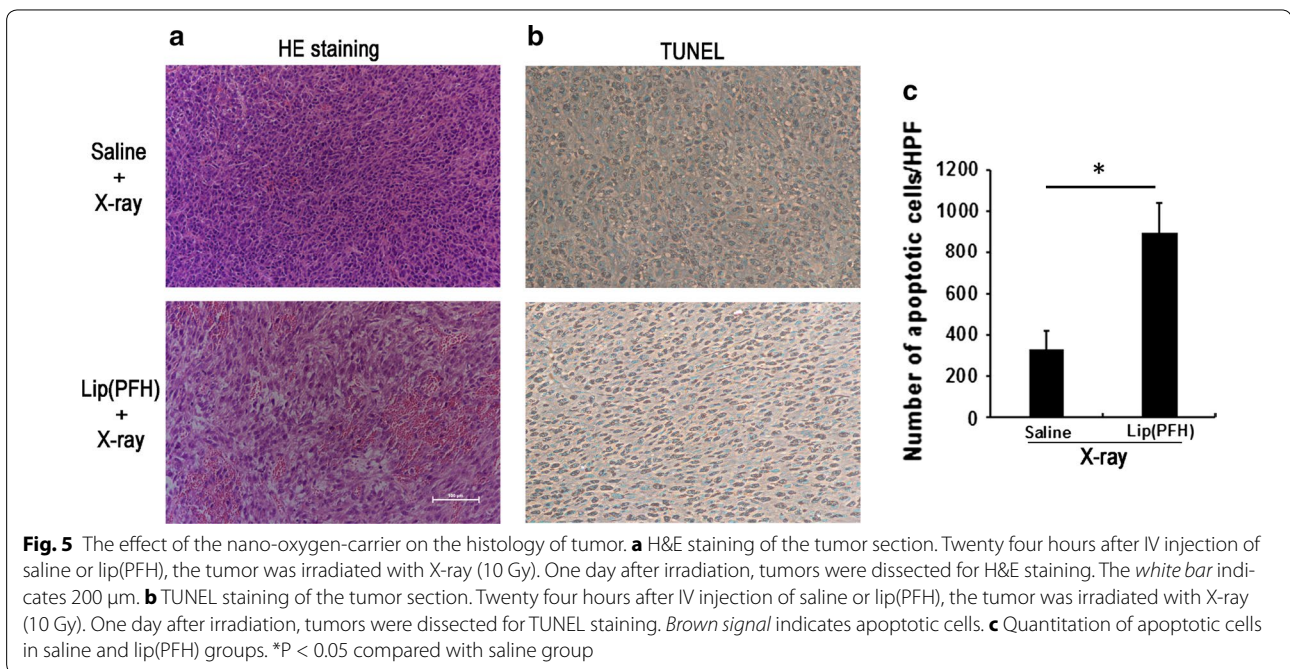 a
HE staining
b
TUNEL
c
Saline
+
X-ray
Lip(PFH)
+
X-ray
Number of apoptotic cells/HPF
1200
1000
800
600
400
200
0
*
Saline
Lip(PFH)
X-ray
Fig. 5 The effect of the nano-oxygen-carrier on the histology of tumor. a H&E staining of the tumor section. Twenty four hours after IV injection of
saline or lip(PFH), the tumor was irradiated with X-ray (10 Gy). One day after irradiation, tumors were dissected for H&E staining. The white bar indi-
cates 200 µm. b TUNEL staining of the tumor section. Twenty four hours after IV injection of saline or lip(PFH), the tumor was irradiated with X-ray
(10 Gy). One day after irradiation, tumors were dissected for TUNEL staining. Brown signal indicates apoptotic cells. c Quantitation of apoptotic cells
in saline and lip(PFH) groups. *P < 0.05 compared with saline group